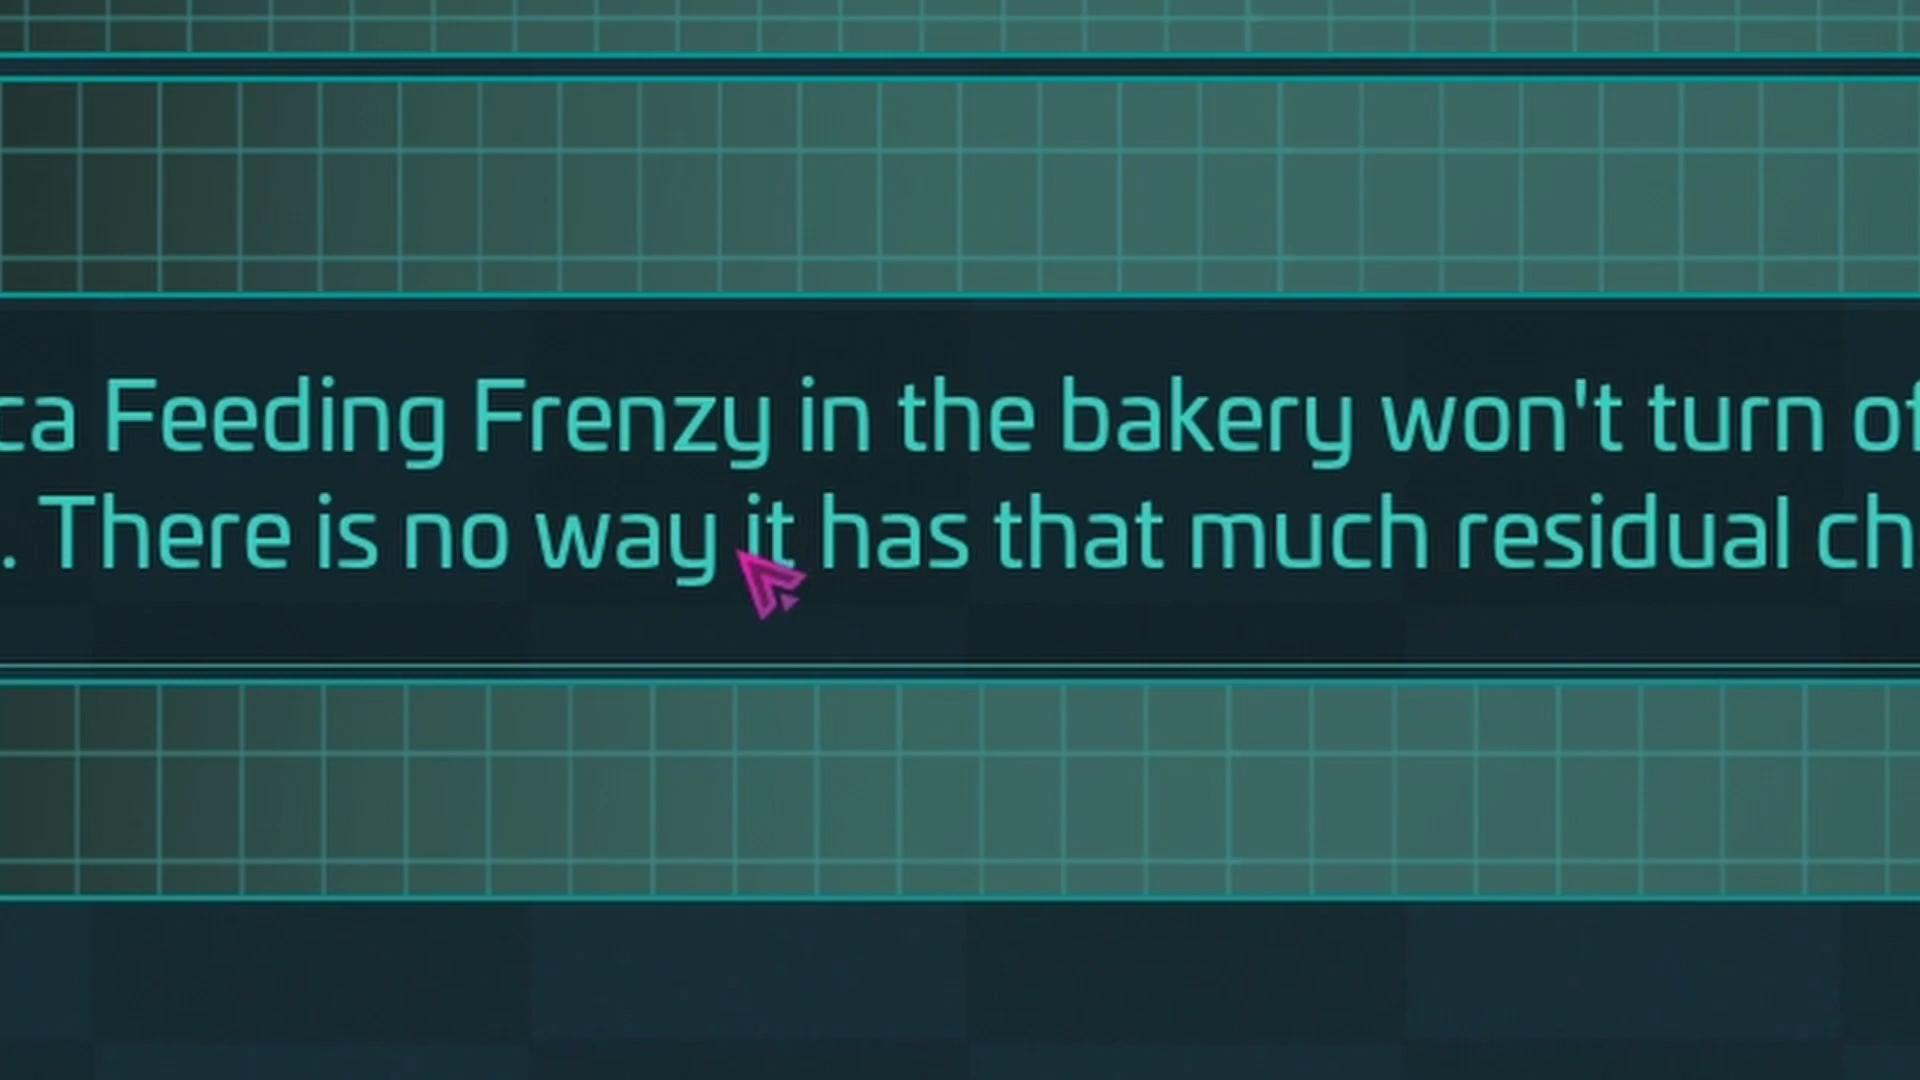 ca Feeding Frenzy in the bakery won't turn of
. There is no way it has that much residual ch